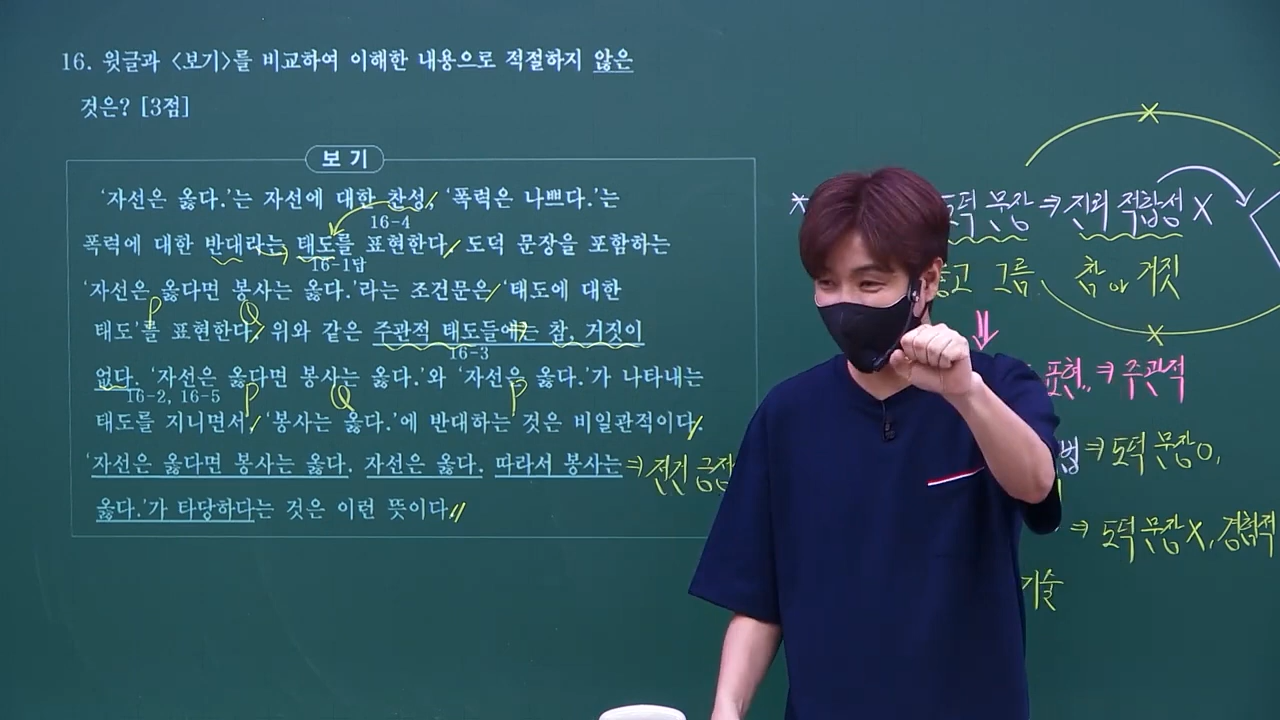 16. 윗글과 <보기>를 비교하여 이해한 내용으로 적절하지 않은
것은? [3점]
보 기
'자선은 옳다.'는 자선에 대한 찬성, '폭력은 나쁘다.'는
16-4
폭력에 대한 반대라는 태도를 표현한다. 도덕 문장을 포함하는
16-1답
'자선은 옳다면 봉사는 옳다.'라는 조건문은 '태도에 대한
P Q
태도'를 표현한다. 위와 같은 주관적 태도들에는 참, 거짓이
16-3
없다. '자선은 옳다면 봉사는 옳다.'와 '자선은 옳다.'가 나타내는
16-2, 16-5
P Q P
태도를 지니면서, '봉사는 옳다.'에 반대하는 것은 비일관적이다.
'자선은 옳다면 봉사는 옳다. 자선은 옳다. 따라서 봉사는
⇒ 전건 긍정
옳다.'가 타당하다는 것은 이런 뜻이다.
도덕 문장 ⇒ 진리 적합성 X
옳고 그름 참 or 거짓
표현 ⇒ 주관적
법 ⇒ 도덕 문장 O,
⇒ 도덕 문장 X, 경험적
기술